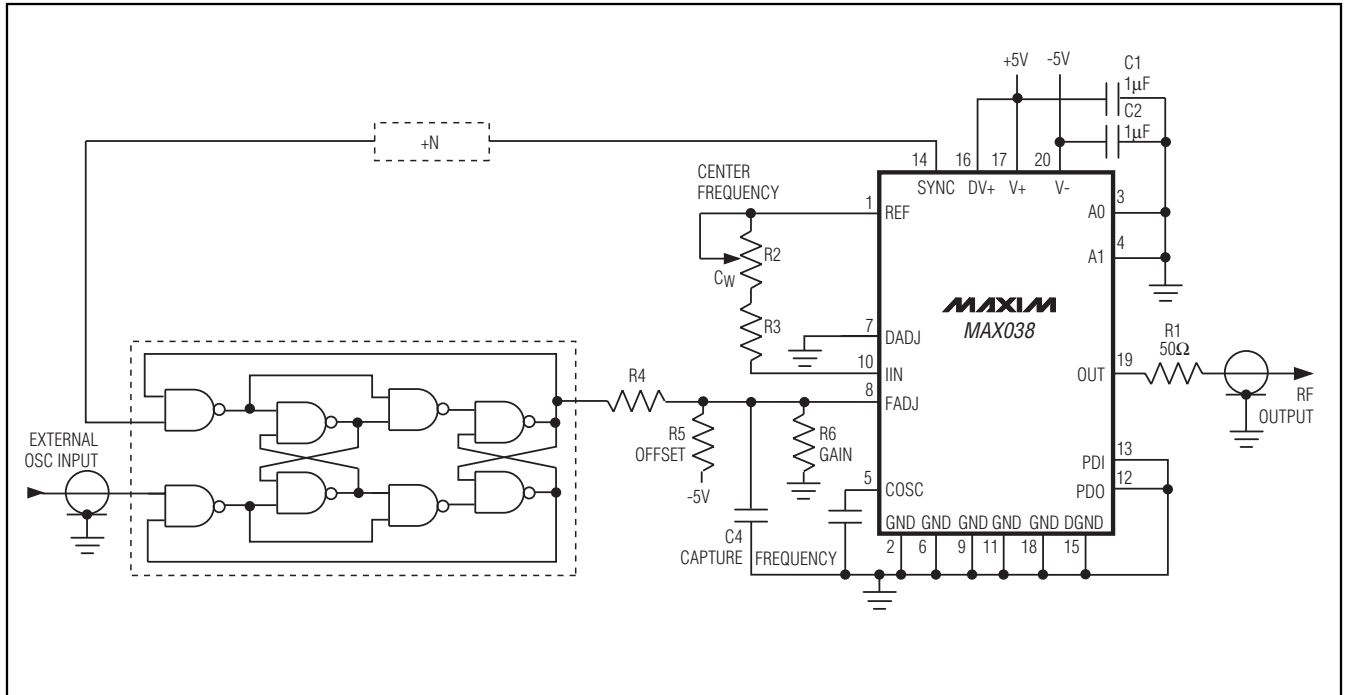 +5V
-5V
C1
1µF
C2
1µF
+N
14
16
17
20
SYNC
DV+
V+
V-
CENTER
FREQUENCY
1
REF
A0
3
A1
4
R2
CW
R3
MAXIM
MAX038
7
DADJ
10
IIN
8
FADJ
R1
50Ω
19
OUT
RF
OUTPUT
R4
R5
OFFSET
-5V
R6
GAIN
EXTERNAL
OSC INPUT
13
PDI
12
PDO
5
COSC
C4
CAPTURE
FREQUENCY
GND
GND
GND
GND
GND
DGND
2
6
9
11
18
15